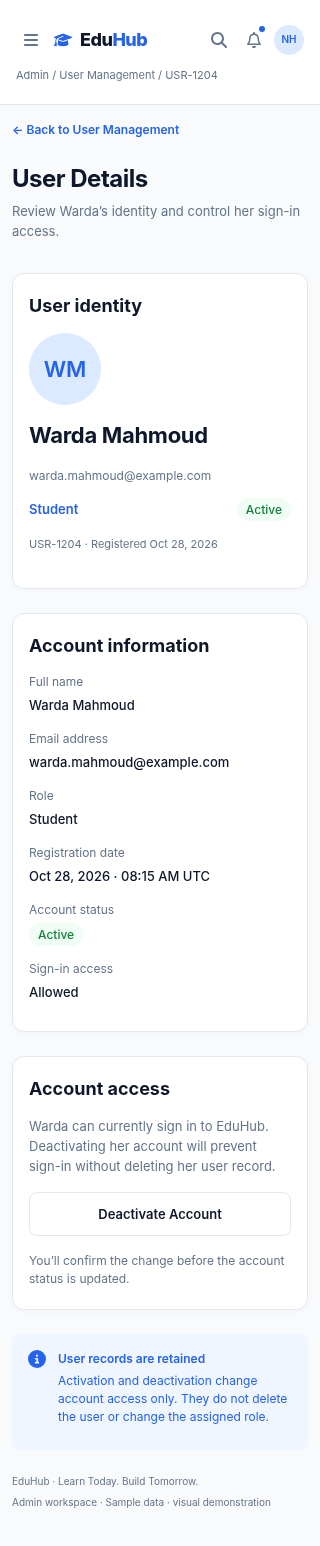 EduHub
NH
Admin / User Management / USR-1204
← Back to User Management
User Details
Review Warda’s identity and control her sign-in
access.
User identity
WM
Warda Mahmoud
warda.mahmoud@example.com
Student
Active
USR-1204 · Registered Oct 28, 2026
Account information
Full name
Warda Mahmoud
Email address
warda.mahmoud@example.com
Role
Student
Registration date
Oct 28, 2026 · 08:15 AM UTC
Account status
Active
Sign-in access
Allowed
Account access
Warda can currently sign in to EduHub.
Deactivating her account will prevent
sign-in without deleting her user record.
Deactivate Account
You’ll confirm the change before the account
status is updated.
User records are retained
Activation and deactivation change
account access only. They do not delete
the user or change the assigned role.
EduHub · Learn Today. Build Tomorrow.
Admin workspace · Sample data · visual demonstration